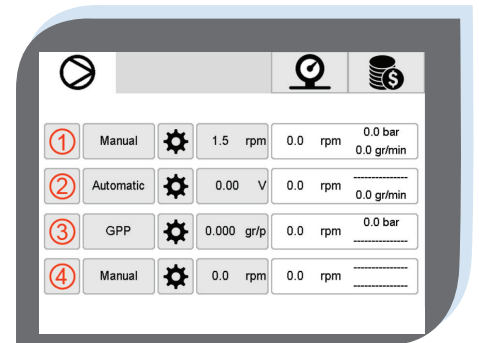 $
0.0 bar
① Manual 1.5 rpm 0.0 rpm
0.0 gr/min
--------------
② Automatic 0.00 V 0.0 rpm
0.0 gr/min
0.0 bar
③ GPP 0.000 gr/p 0.0 rpm
--------------
--------------
④ Manual 0.0 rpm 0.0 rpm
--------------